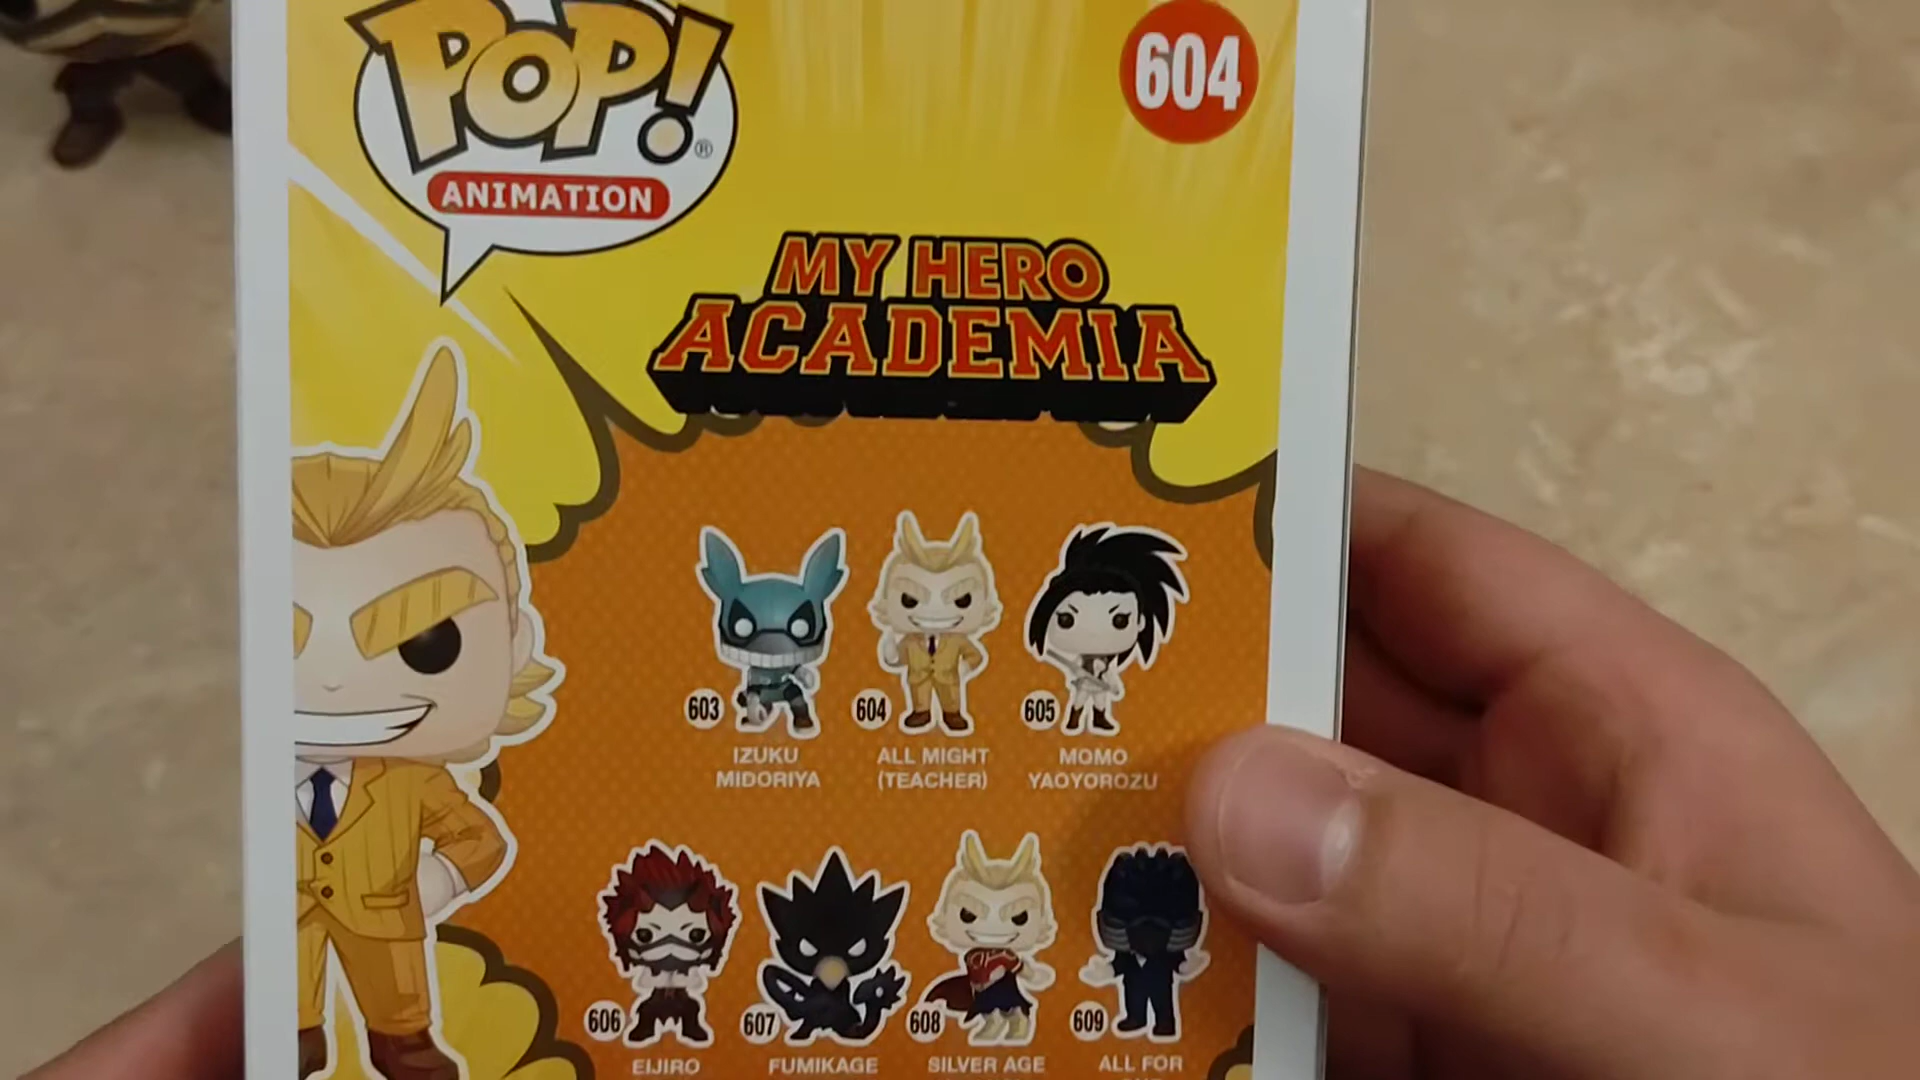 POP!®
604
ANIMATION
MY HERO
ACADEMIA
603
604
605
IZUKU
MIDORIYA
ALL MIGHT
(TEACHER)
MOMO
YAOYOROZU
606
607
608
609
EIJIRO
FUMIKAGE
SILVER AGE
ALL FOR